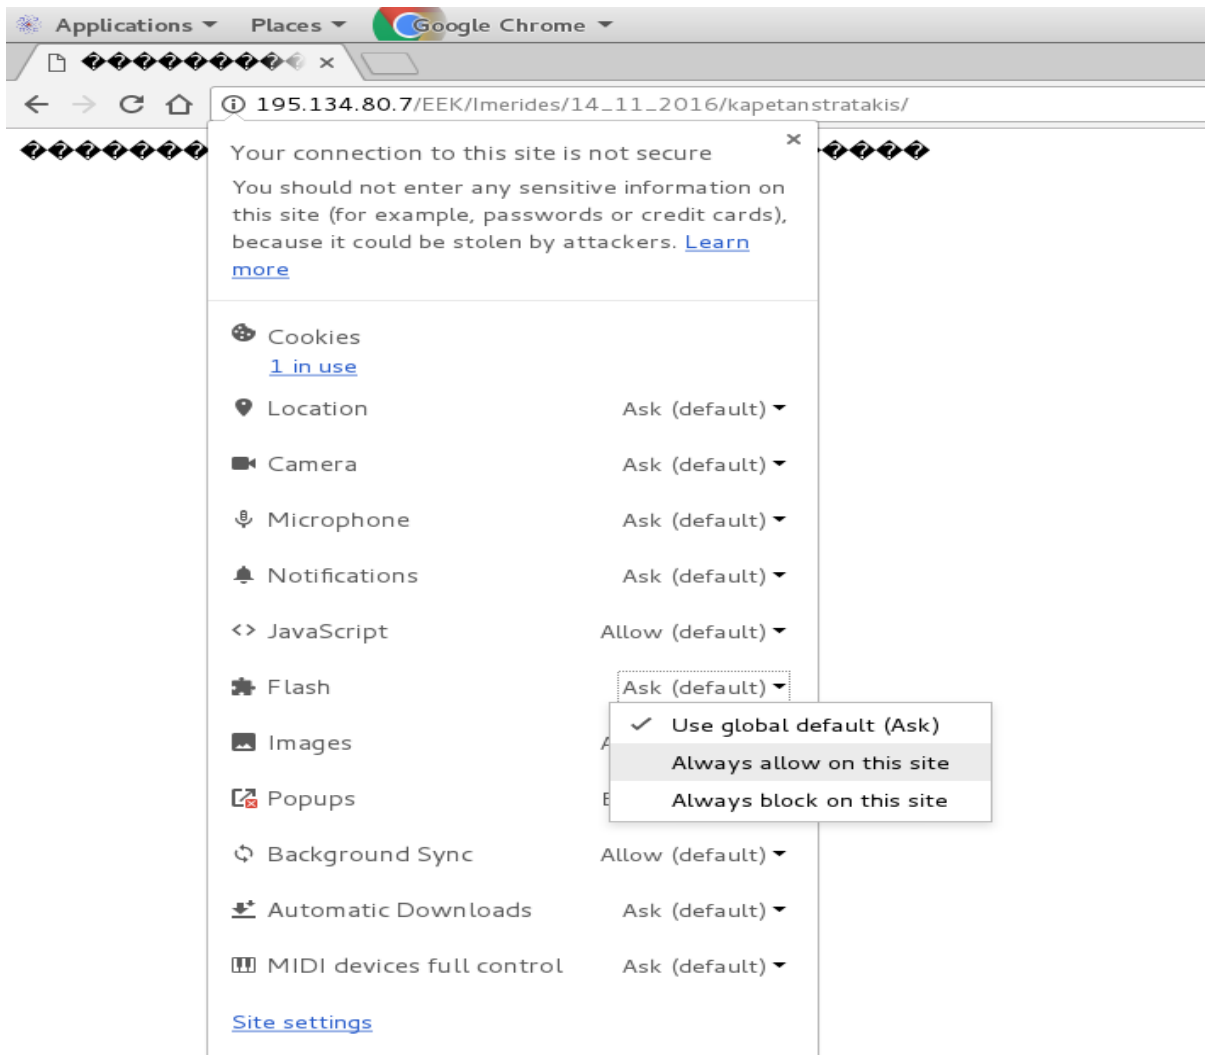 Applications Places Google Chrome
����������
195.134.80.7/EEK/Imerides/14_11_2016/kapetanstratakis/
Your connection to this site is not secure
You should not enter any sensitive information on
this site (for example, passwords or credit cards),
because it could be stolen by attackers. Learn
more
Cookies
1 in use
Location Ask (default)
Camera Ask (default)
Microphone Ask (default)
Notifications Ask (default)
JavaScript Allow (default)
Flash Ask (default)
Use global default (Ask)
Images
Always allow on this site
Popups
Always block on this site
Background Sync Allow (default)
Automatic Downloads Ask (default)
MIDI devices full control Ask (default)
Site settings